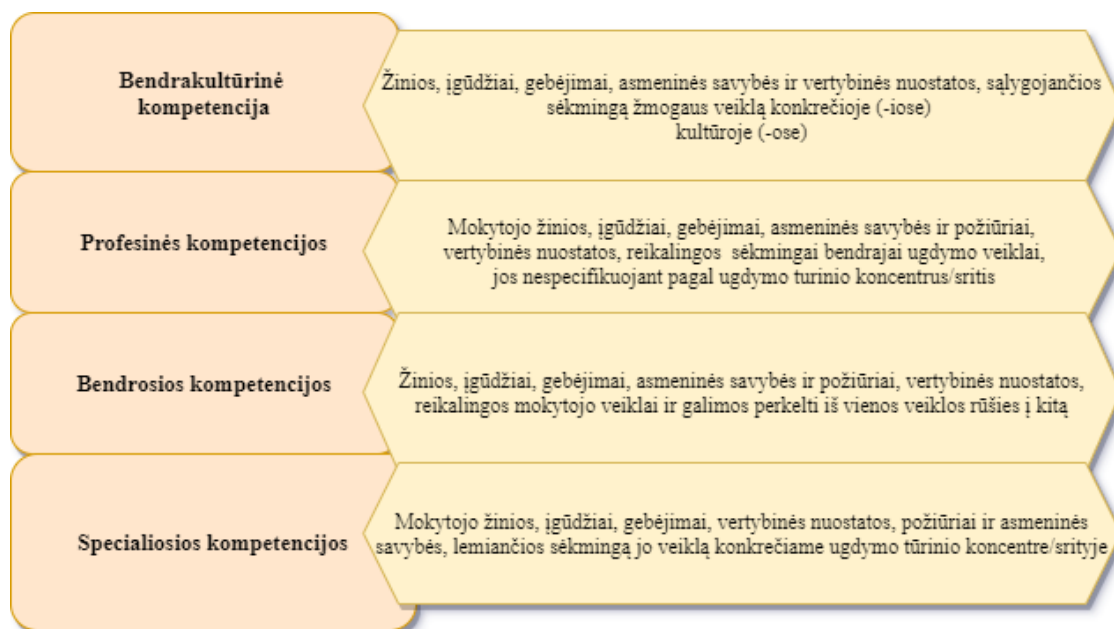 Bendrakultūrinė
kompetencija
Žinios, įgūdžiai, gebėjimai, asmeninės savybės ir vertybinės nuostatos, sąlygojančios
sėkmingą žmogaus veiklą konkrečioje (-iose)
kultūroje (-ose)
Profesinės kompetencijos
Mokytojo žinios, įgūdžiai, gebėjimai, asmeninės savybės ir požiūriai,
vertybinės nuostatos, reikalingos sėkmingai bendrajai ugdymo veiklai,
jos nespecifikuojant pagal ugdymo turinio koncentrus/sritis
Bendrosios kompetencijos
Žinios, įgūdžiai, gebėjimai, asmeninės savybės ir požiūriai, vertybinės nuostatos,
reikalingos mokytojo veiklai ir galimos perkelti iš vienos veiklos rūšies į kitą
Specialiosios kompetencijos
Mokytojo žinios, įgūdžiai, gebėjimai, vertybinės nuostatos, požiūriai ir asmeninės
savybės, lemiančios sėkmingą jo veiklą konkrečiame ugdymo tūrinio koncentre/srityje